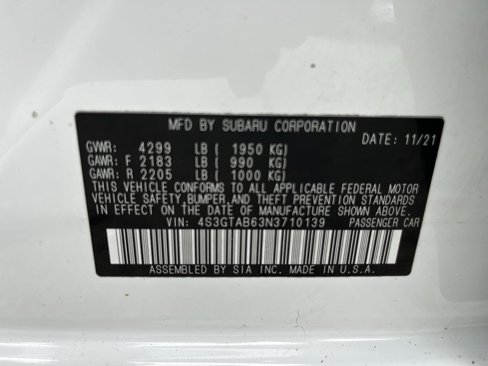 MFD BY SUBARU CORPORATION
DATE: 11/21
GVWR: 4299 LB ( 1950 KG)
GAWR: F 2183 LB ( 990 KG)
GAWR: R 2205 LB ( 1000 KG)
THIS VEHICLE CONFORMS TO ALL APPLICABLE FEDERAL MOTOR
VEHICLE SAFETY, BUMPER, AND THEFT PREVENTION STANDARDS
IN EFFECT ON THE DATE OF MANUFACTURE SHOWN ABOVE.
VIN: 4S3GTAB63N3710139 PASSENGER CAR
ASSEMBLED BY SIA INC. MADE IN U.S.A.